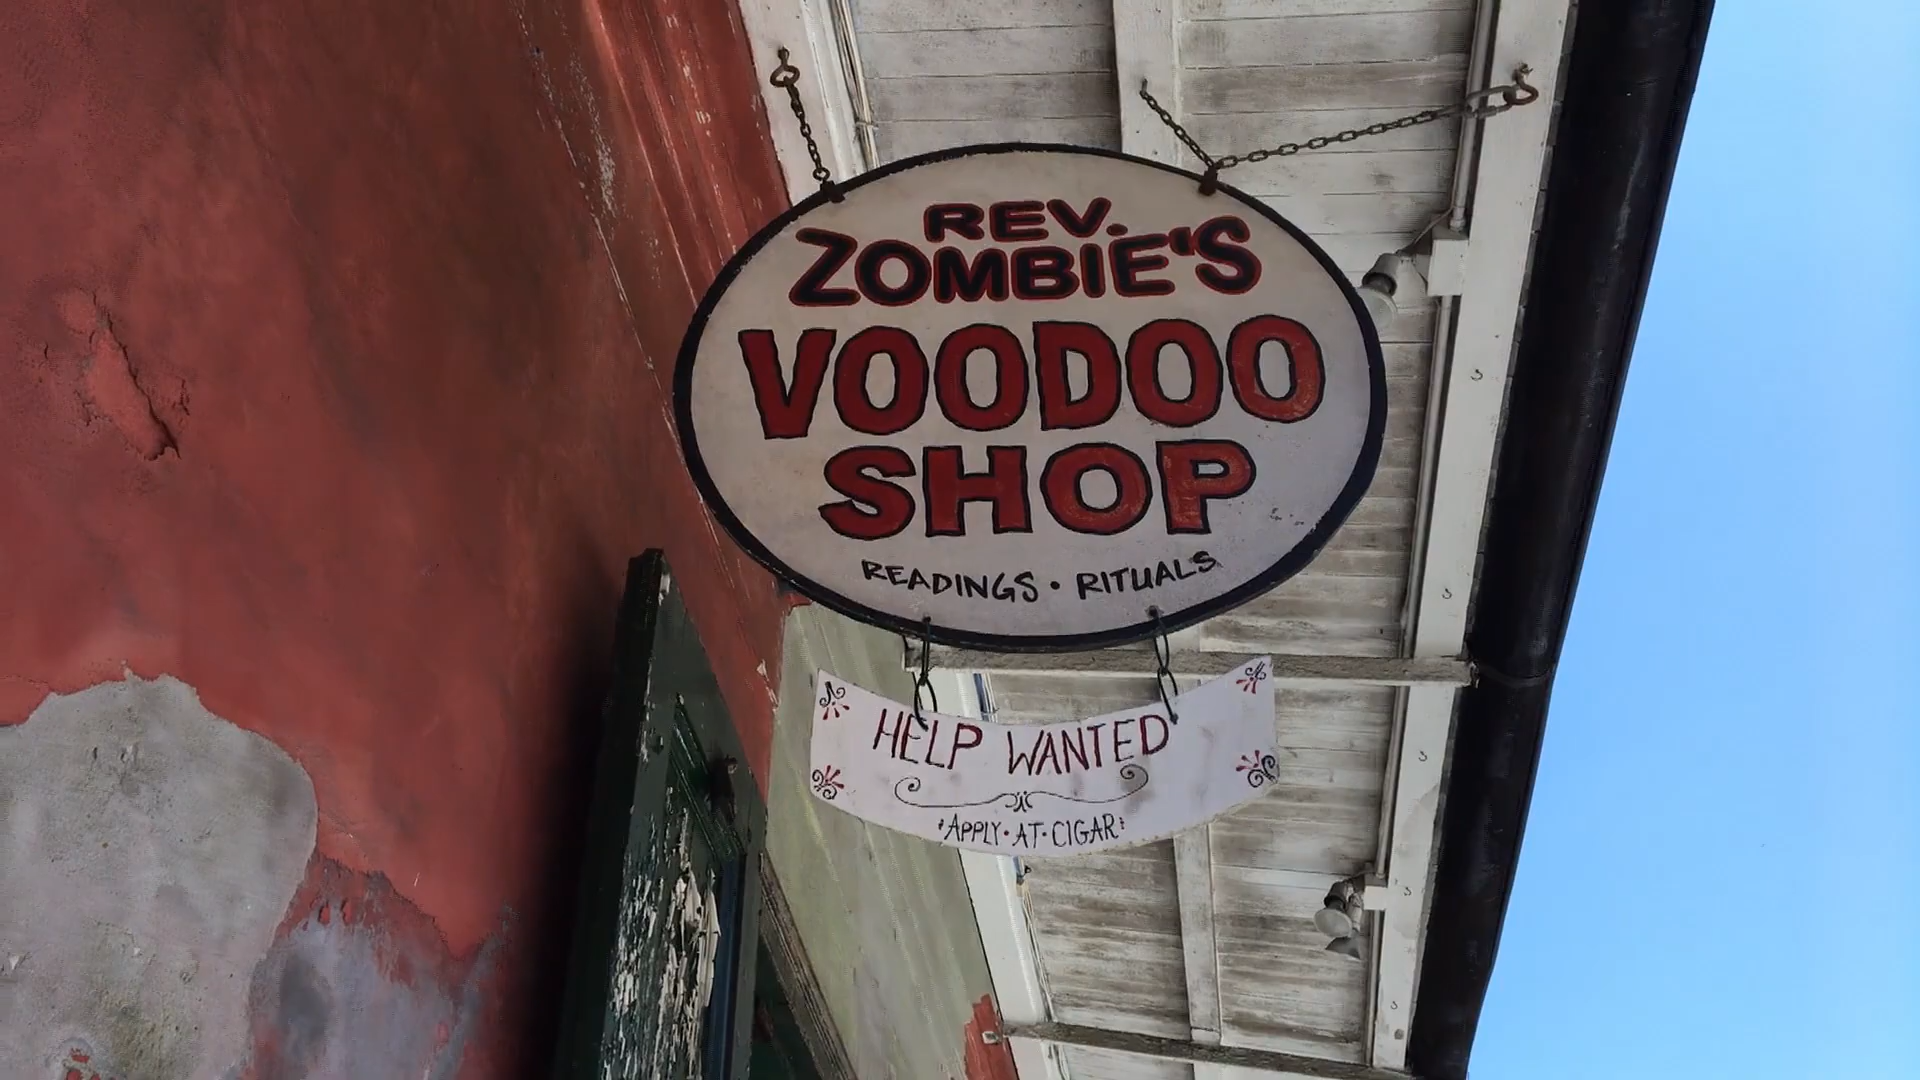 REV.
ZOMBIE'S
VOODOO
SHOP
READINGS • RITUALS
HELP WANTED
APPLY • AT • CIGAR